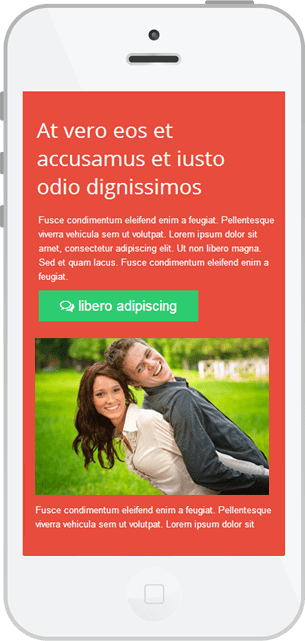 At vero eos et
accusamus et iusto
odio dignissimos
Fusce condimentum eleifend enim a feugiat. Pellentesque
viverra vehicula sem ut volutpat. Lorem ipsum dolor sit
amet, consectetur adipiscing elit. Ut non libero magna.
Sed et quam lacus. Fusce condimentum eleifend enim a
feugiat.
libero adipiscing
Fusce condimentum eleifend enim a feugiat. Pellentesque
viverra vehicula sem ut volutpat. Lorem ipsum dolor sit